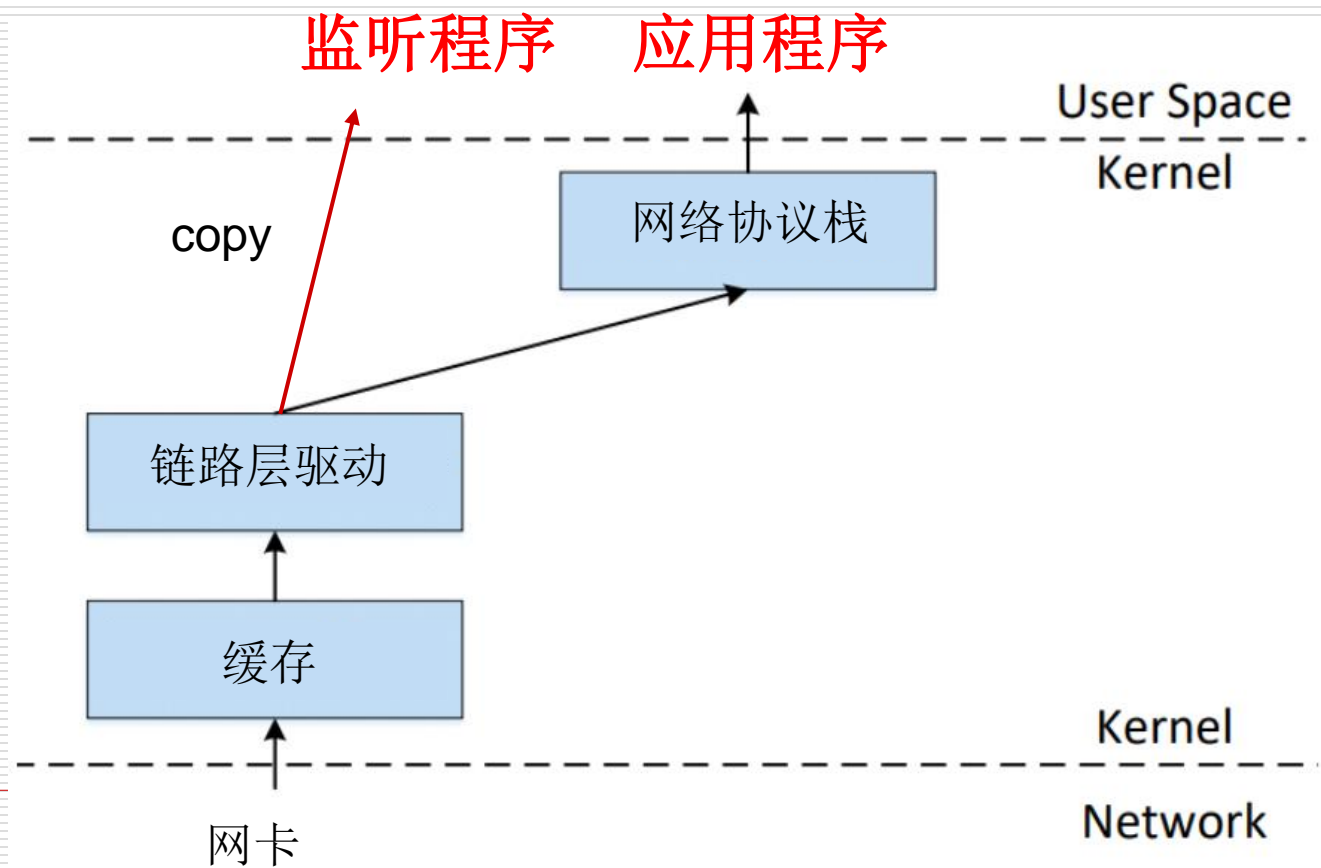 监听程序 应用程序
User Space
Kernel
网络协议栈
copy
链路层驱动
缓存
Kernel
网卡
Network